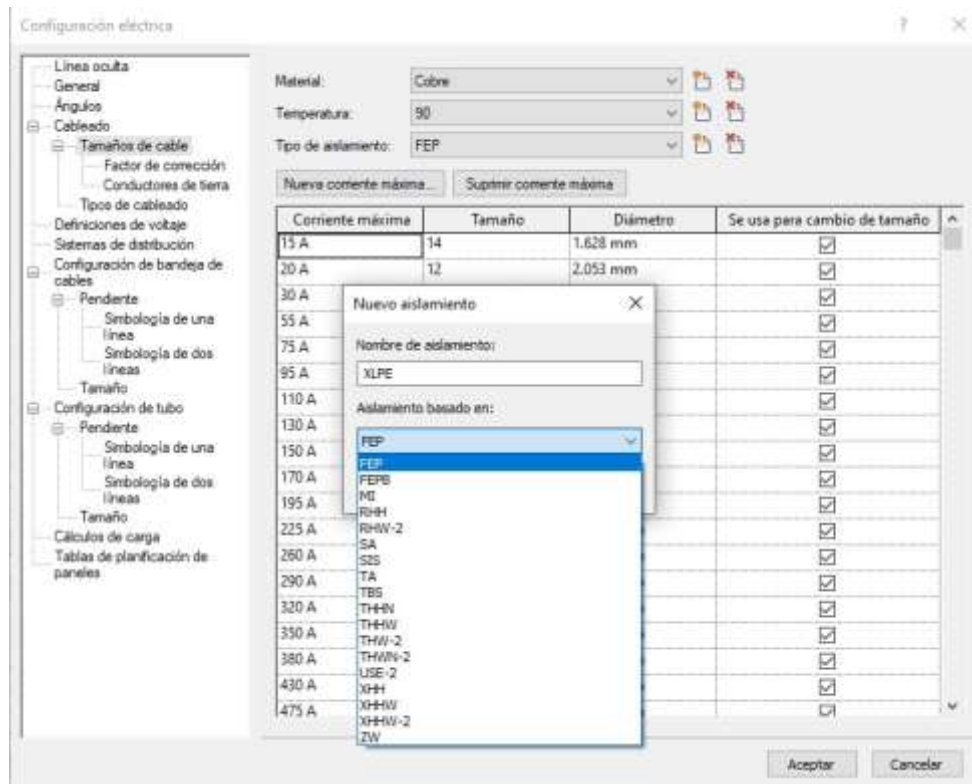 Configuración eléctrica
?
Línea oculta
General
Ángulos
Cableado
Tamaños de cable
Factor de corrección
Conductores de tierra
Tipos de cableado
Definiciones de voltaje
Sistemas de distribución
Configuración de bandeja de
cables
Pendiente
Simbología de una
línea
Simbología de dos
líneas
Tamaño
Configuración de tubo
Pendiente
Simbología de una
línea
Simbología de dos
líneas
Tamaño
Cálculos de carga
Tablas de planificación de
paneles
Material: Cobre
Temperatura: 90
Tipo de aislamiento: FEP
Nueva corriente máxima... Suprimir corriente máxima
Corriente máxima Tamaño Diámetro Se usa para cambio de tamaño
15 A 14 1.628 mm
20 A 12 2.053 mm
30 A
55 A
75 A
95 A
110 A
130 A
150 A
170 A
195 A
225 A
260 A
290 A
320 A
350 A
380 A
430 A
475 A
Nuevo aislamiento
Nombre de aislamiento:
XLPE
Aislamiento basado en:
FEP
FEP
FEPB
MI
RHH
RHW-2
SA
SIS
TA
TBS
THHN
THHW
THW-2
THWN-2
USE-2
XHH
XHHW
XHHW-2
ZW
Aceptar Cancelar